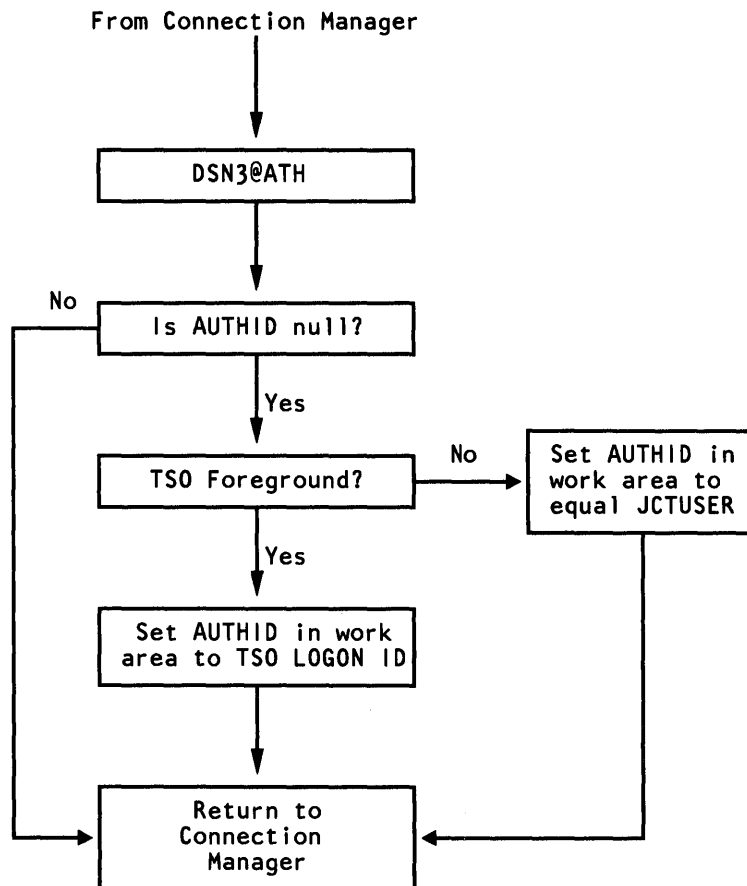 From Connection Manager
DSN3@ATH
No
Is AUTHID null?
Yes
TSO Foreground?
No
Set AUTHID in
work area to
equal JCTUSER
Yes
Set AUTHID in work
area to TSO LOGON ID
Return to
Connection
Manager